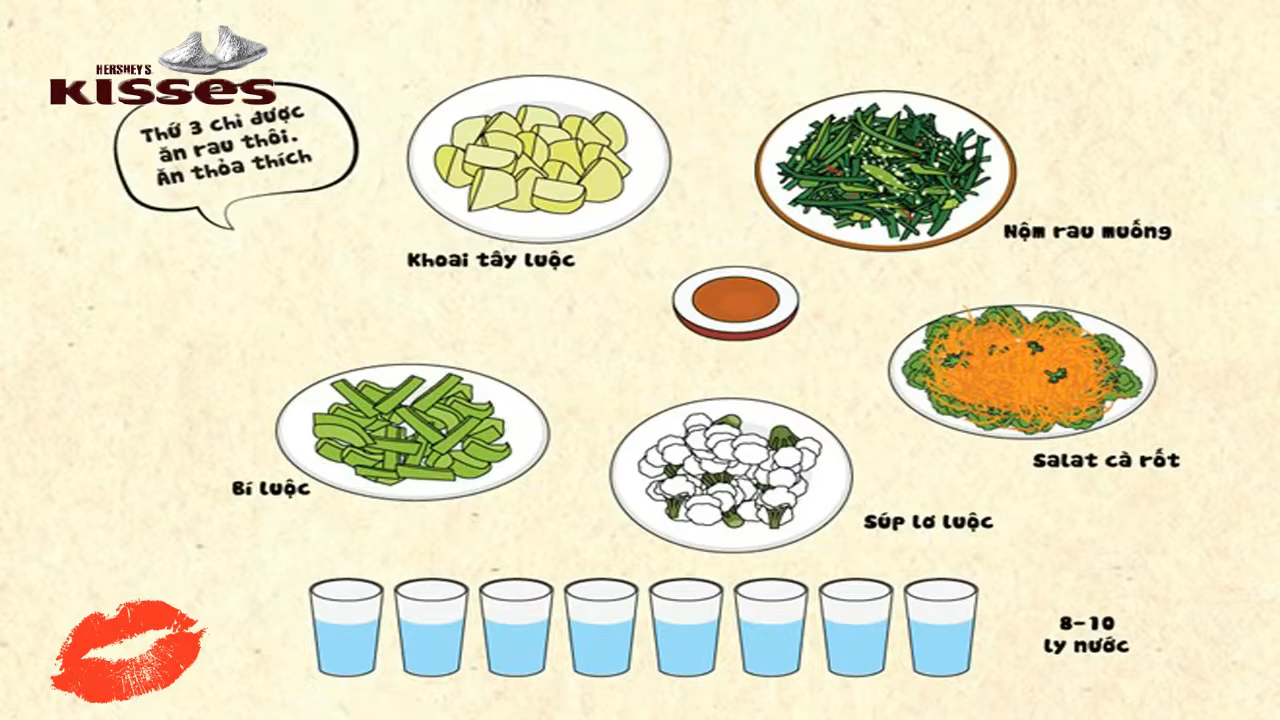 HERSHEY'S
KISSES
Thứ 3 chỉ được
ăn rau thôi.
Ăn thỏa thích
Khoai tây luộc
Nộm rau muống
Salat cà rốt
Bí luộc
Súp lơ luộc
8-10
ly nước